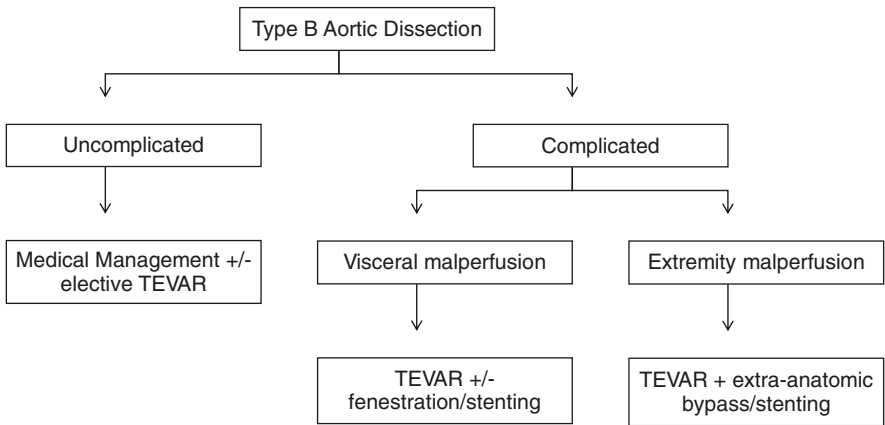 Type B Aortic Dissection
Uncomplicated
Complicated
Medical Management +/-
elective TEVAR
Visceral malperfusion
Extremity malperfusion
TEVAR +/-
fenestration/stenting
TEVAR + extra-anatomic
bypass/stenting